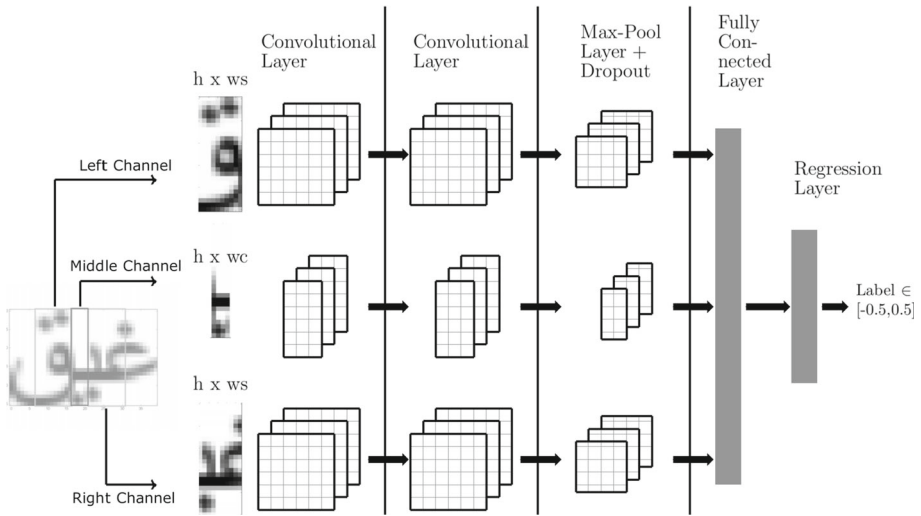 Convolutional
Layer
Convolutional
Layer
Max-Pool
Layer +
Dropout
Fully
Con-
nected
Layer
Regression
Layer
h x ws
Left Channel
h x wc
Middle Channel
h x ws
Right Channel
Label ∈
[-0.5,0.5]
غبيق